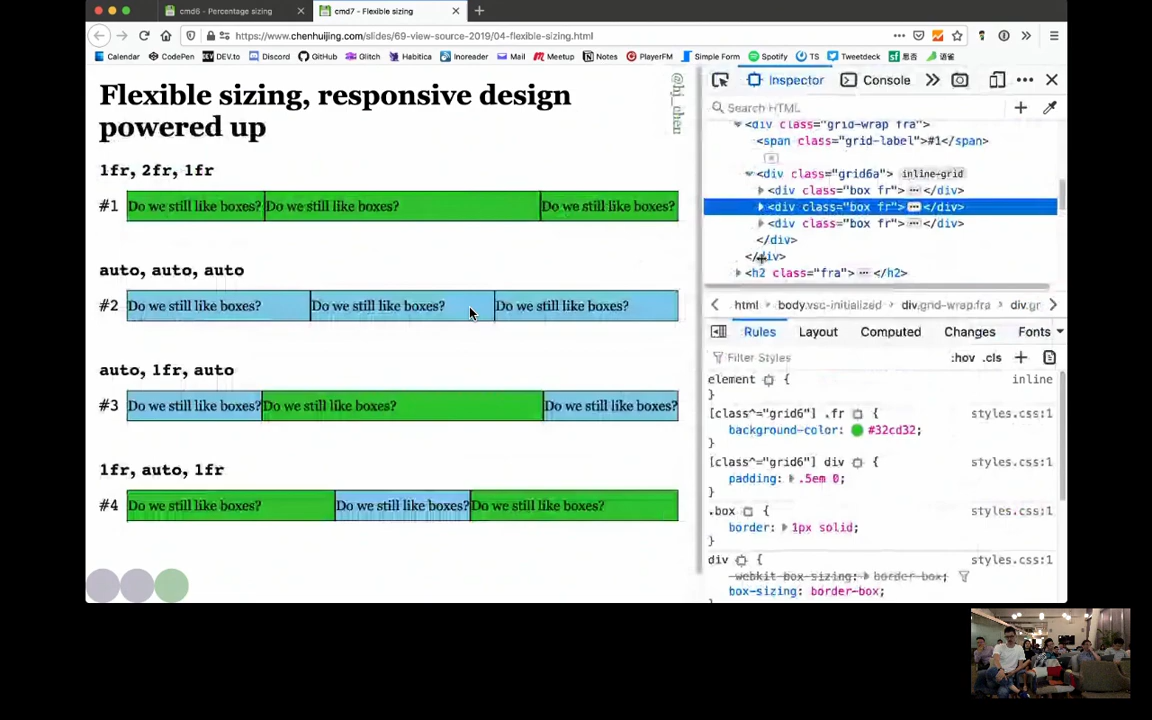 cmd6 - Percentage sizing
cmd7 - Flexible sizing
https://www.chenhuijing.com/slides/69-view-source-2019/04-flexible-sizing.html
Calendar CodePen DEV.to Discord GitHub Glitch Habitica Inoreader Mail Meetup Notes PlayerFM Simple Form Spotify TS Tweetdeck 思否 语雀
Flexible sizing, responsive design
powered up
@hj_chen
1fr, 2fr, 1fr
#1 Do we still like boxes? Do we still like boxes? Do we still like boxes?
auto, auto, auto
#2 Do we still like boxes? Do we still like boxes? Do we still like boxes?
auto, 1fr, auto
#3 Do we still like boxes? Do we still like boxes? Do we still like boxes?
1fr, auto, 1fr
#4 Do we still like boxes? Do we still like boxes? Do we still like boxes?
Inspector Console
Search HTML
<div class="grid-wrap fra">
<span class="grid-label">#1</span>
<div class="grid6a"> inline-grid
<div class="box fr"> ••• </div>
<div class="box fr"> ••• </div>
<div class="box fr"> ••• </div>
</div>
</div>
<h2 class="fra"> ••• </h2>
html body.vsc-initialized div.grid-wrap.fra div.gr
Rules Layout Computed Changes Fonts
Filter Styles :hov .cls
element { inline
}
[class^="grid6"] .fr { styles.css:1
background-color: #32cd32;
}
[class^="grid6"] div { styles.css:1
padding: .5em 0;
}
.box { styles.css:1
border: 1px solid;
}
div { styles.css:1
-webkit-box-sizing: border-box;
box-sizing: border-box;